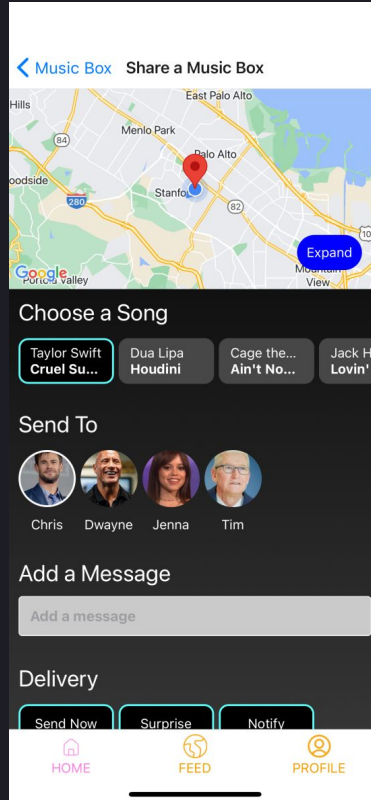 Music Box Share a Music Box
East Palo Alto
Hills
84
Menlo Park
Palo Alto
oodside
Stanfo
280
82
Expand
10
Google
Portola Valley
Mountain
View
Choose a Song
Taylor Swift
Cruel Su...
Dua Lipa
Houdini
Cage the...
Ain't No...
Jack H
Lovin'
Send To
Chris Dwayne Jenna Tim
Add a Message
Add a message
Delivery
Send Now Surprise Notify
HOME FEED PROFILE